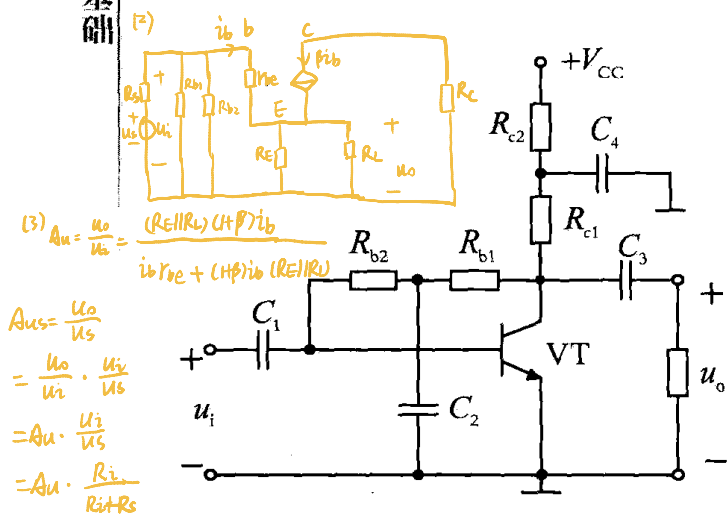 基
础
(2)
ib b
c
βib
rbe
Rs
+
Rb1
Rb2
E
Rc
+
us
ui
RE
RL
+
uo
−
−
−
(3) Au = uo/ui = (RE∥RL)(1+β)ib / ibrbe + (1+β)ib(RE∥RL)
Aus = uo/us
= uo/ui · ui/us
= Au · ui/us
= Au · Ri/Ri+Rs
+VCC
Rc2
C4
Rc1
Rb2
Rb1
C3
C1
+
VT
+
ui
C2
uo
−
−